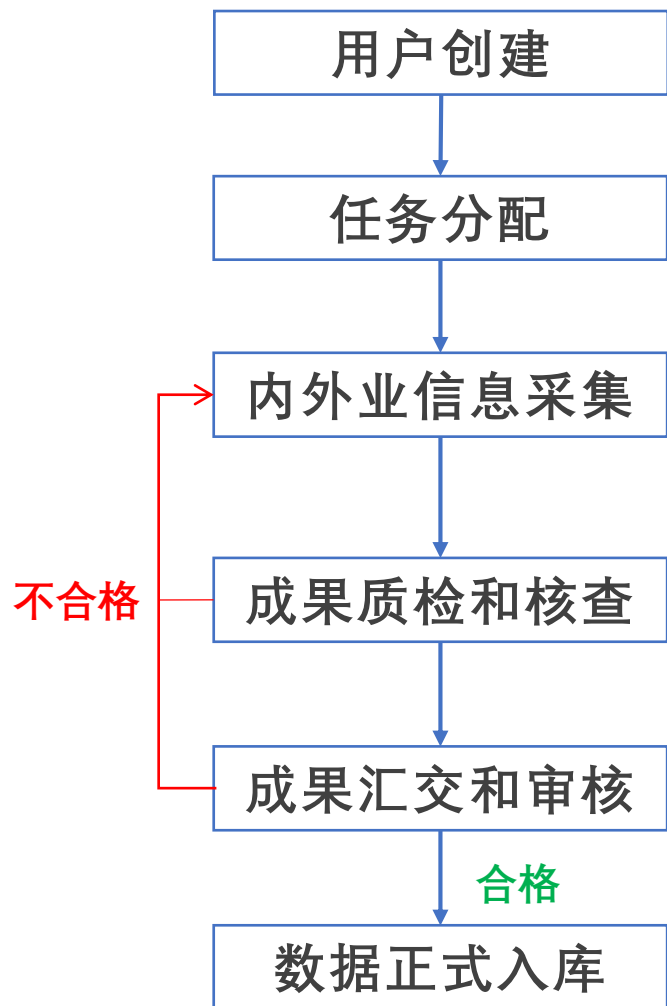 用户创建
任务分配
内外业信息采集
不合格
成果质检和核查
成果汇交和审核
合格
数据正式入库